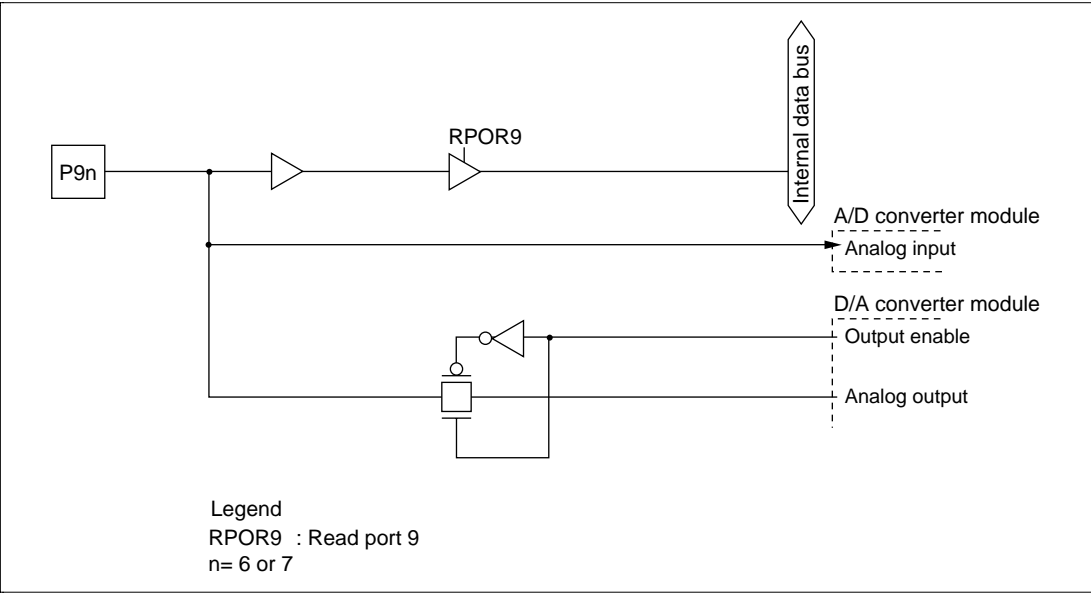 Internal data bus
RPOR9
P9n
A/D converter module
Analog input
D/A converter module
Output enable
Analog output
Legend
RPOR9 : Read port 9
n= 6 or 7